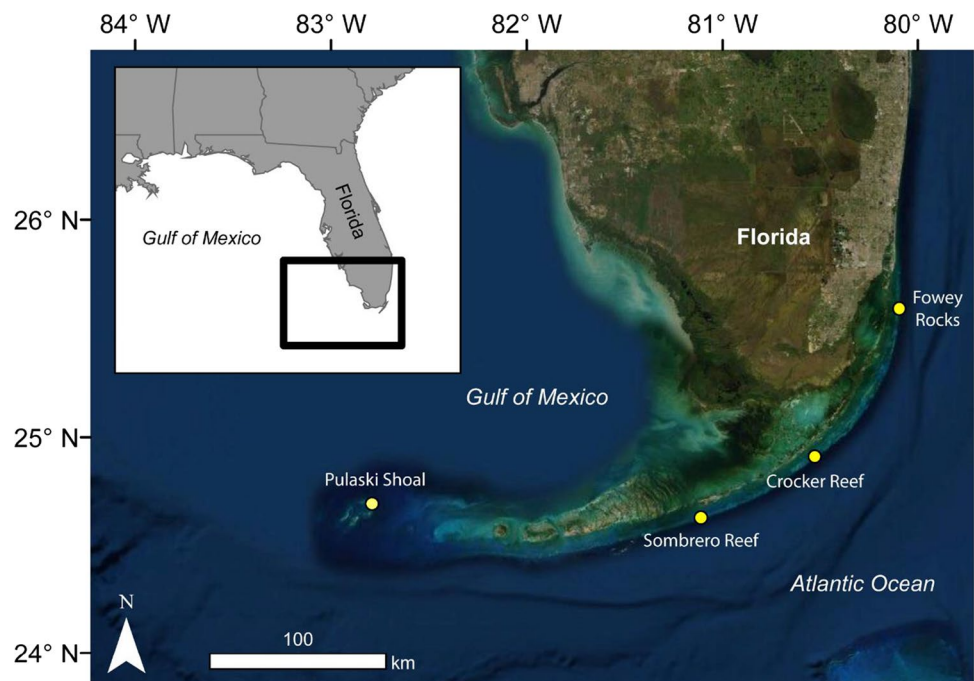 84° W
83° W
82° W
81° W
80° W
26° N
25° N
24° N
Florida
Gulf of Mexico
Florida
Fowey
Rocks
Gulf of Mexico
Pulaski Shoal
Crocker Reef
Sombrero Reef
Atlantic Ocean
N
100
km